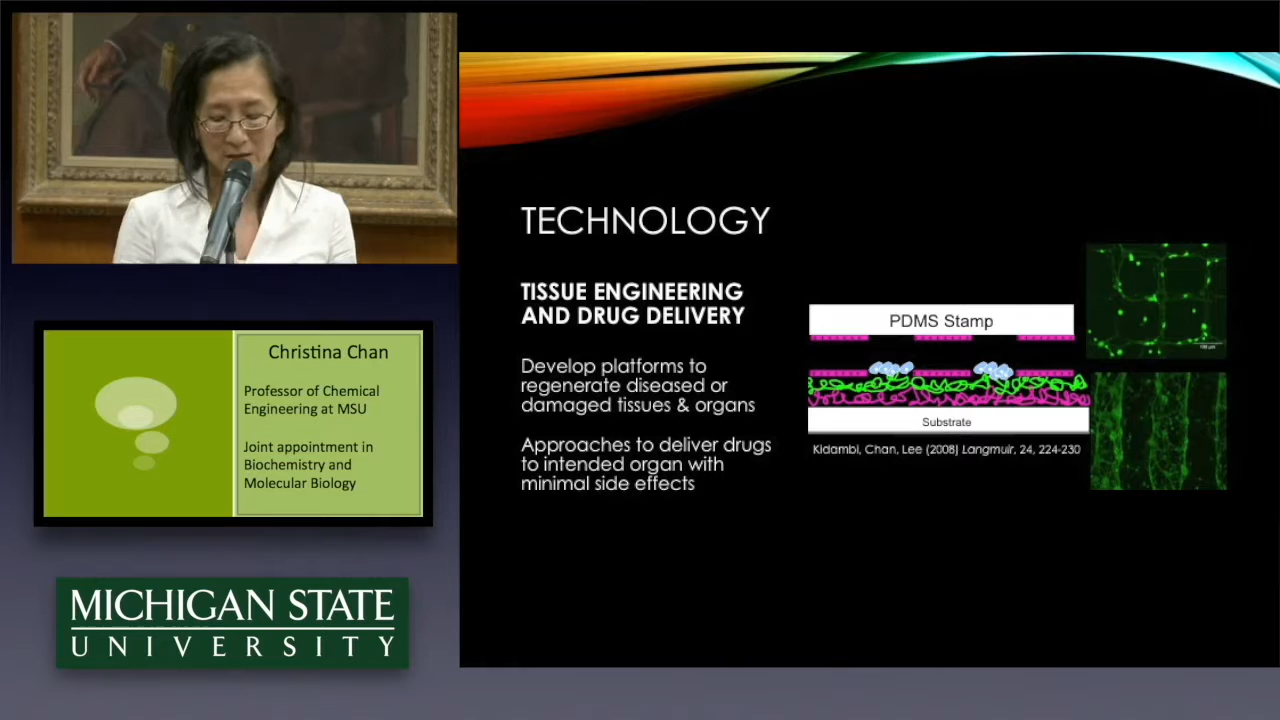 Christina Chan
Professor of Chemical
Engineering at MSU
Joint appointment in
Biochemistry and
Molecular Biology
MICHIGAN STATE
UNIVERSITY
TECHNOLOGY
TISSUE ENGINEERING
AND DRUG DELIVERY
Develop platforms to
regenerate diseased or
damaged tissues & organs
Approaches to deliver drugs
to intended organ with
minimal side effects
PDMS Stamp
Substrate
Kidambi, Chan, Lee (2008) Langmuir, 24, 224-230